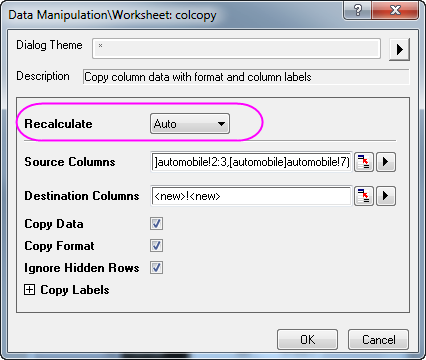 Data Manipulation\Worksheet: colcopy
Dialog Theme *
Description Copy column data with format and column labels
Recalculate Auto
Source Columns ]automobile!2:3,[automobile]automobile!7)
Destination Columns <new>!<new>
Copy Data
Copy Format
Ignore Hidden Rows
Copy Labels
OK Cancel